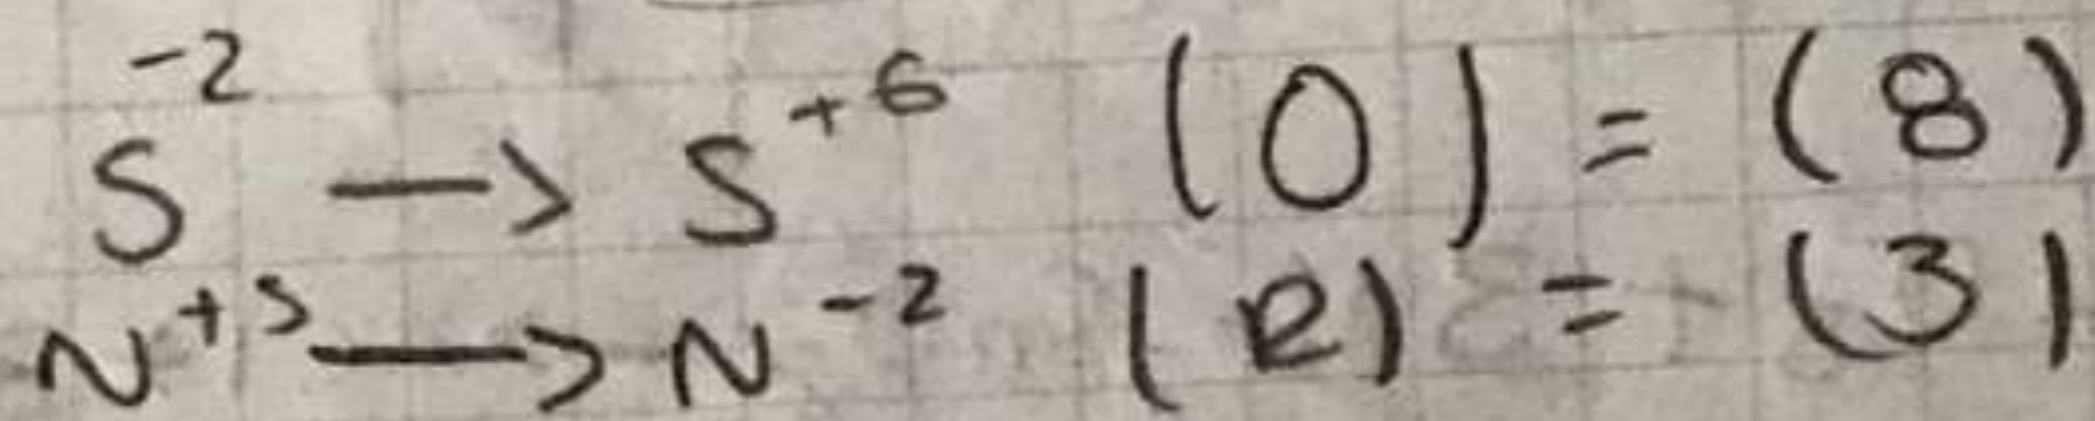 S⁻² → S⁺⁶ (O) = (8)
N⁺⁵ → N⁻² (R) = (3)